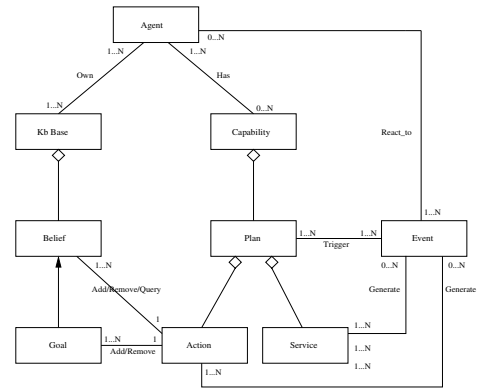 Agent
1...N
1...N
0...N
Own
Has
1...N
0...N
Kb Base
Capability
React_to
1...N
Belief
Plan
1...N
1...N
Event
Trigger
1...N
0...N
0...N
Add/Remove/Query
Generate
Generate
1
1...N
Goal
1...N
1
Action
Service
Add/Remove
1...N
1...N
1...N